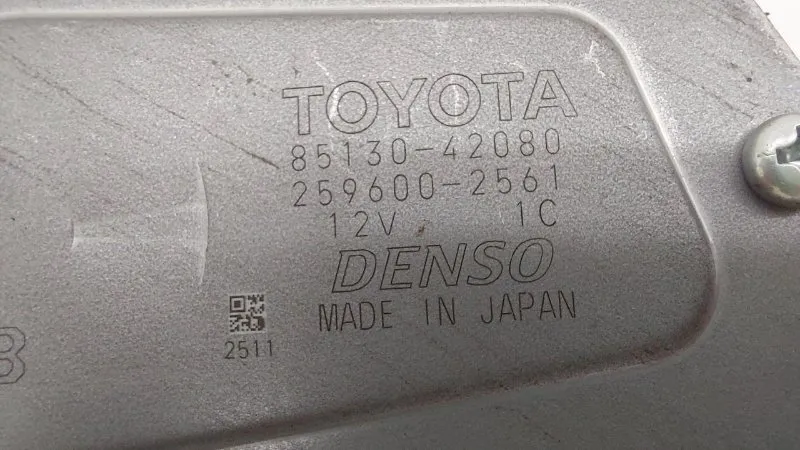 TOYOTA
85130-42080
259600-2561
12V 1C
DENSO
MADE IN JAPAN
2511
B